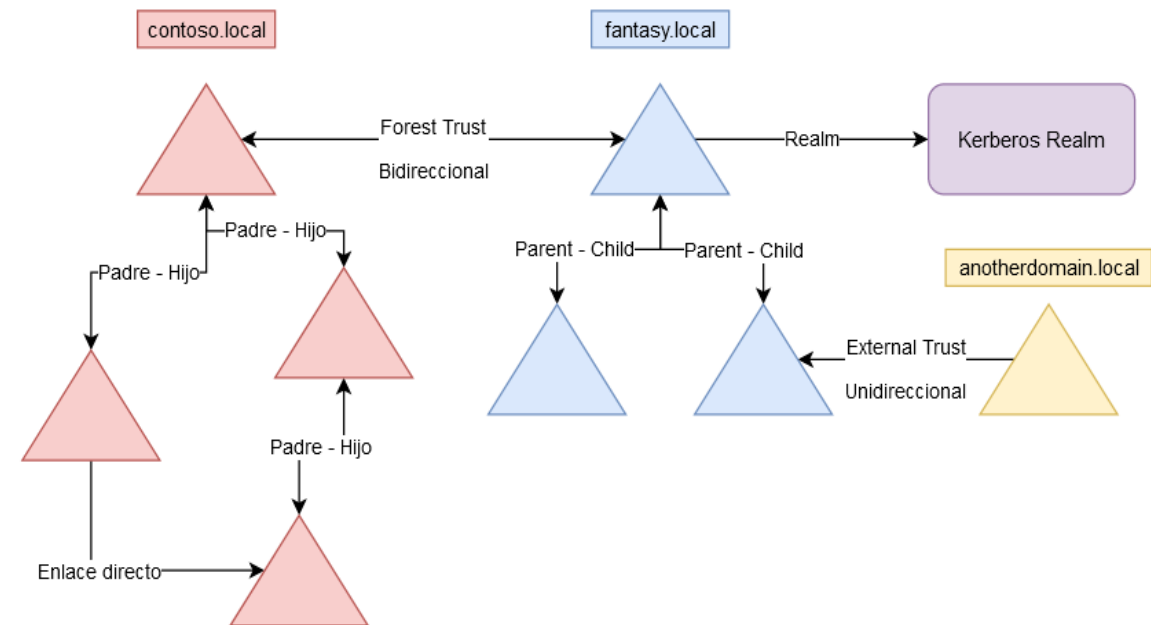 contoso.local
fantasy.local
Forest Trust
Bidireccional
Realm
Kerberos Realm
Padre - Hijo
Padre - Hijo
Parent - Child
Parent - Child
anotherdomain.local
External Trust
Unidireccional
Padre - Hijo
Enlace directo